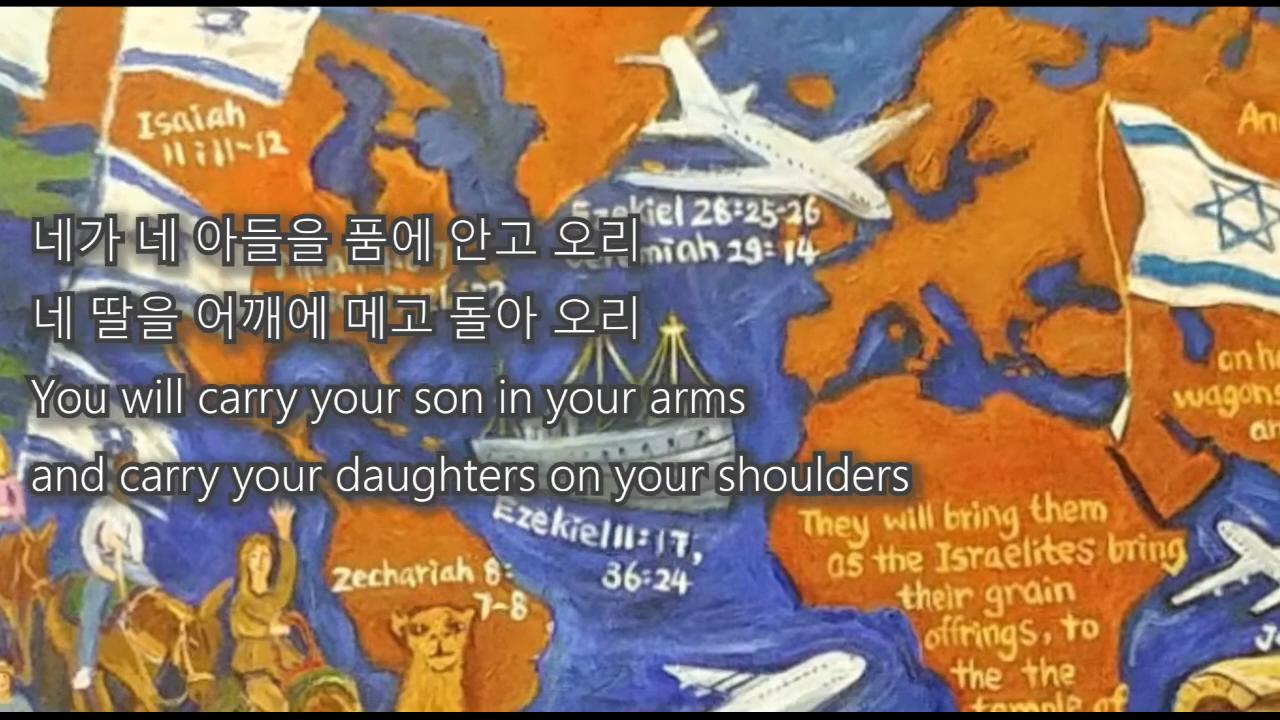 Isaiah
11:11-12
Ezekiel 28:25-26
Jeremiah 29:14
An
네가 네 아들을 품에 안고 오리
네 딸을 어깨에 메고 돌아 오리
You will carry your son in your arms
and carry your daughters on your shoulders
on ho
wagons
an
Ezekiel 11:17,
36:24
Zechariah 8:
7-8
They will bring them
as the Israelites bring
their grain
offrings, to
the the
temple of
J